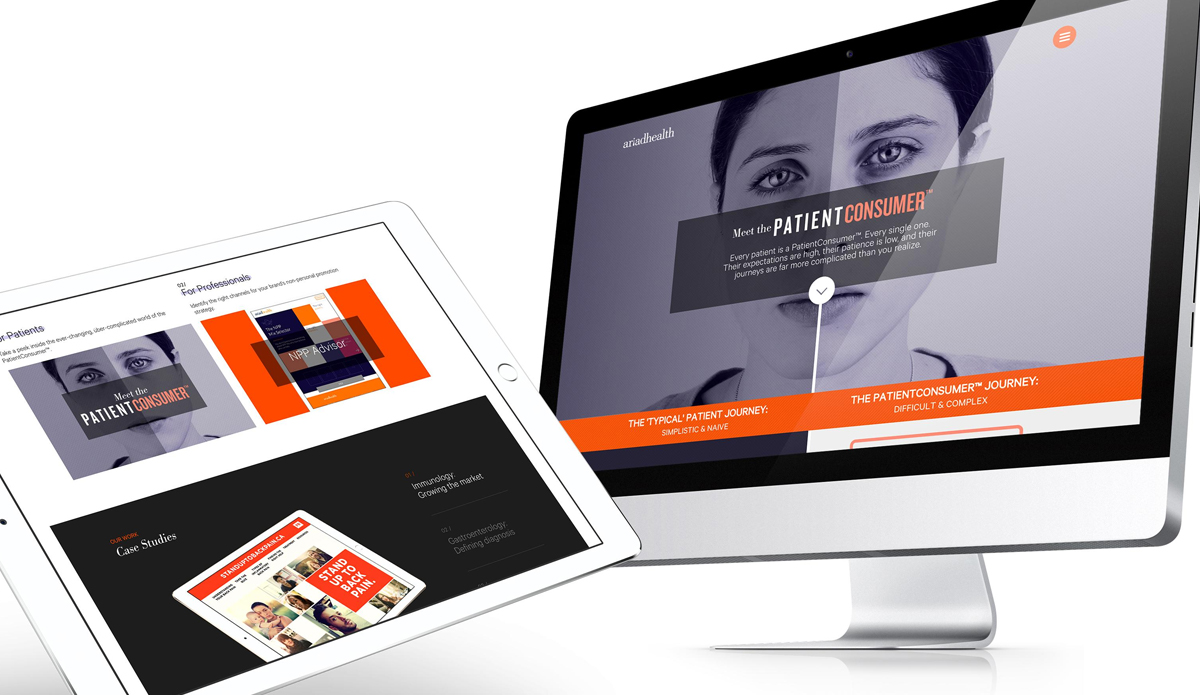 ariadhealth
Meet the PATIENTCONSUMER™
Every patient is a PatientConsumer™. Every single one.
Their expectations are high, their patience is low, and their
journeys are far more complicated than you realize.
THE 'TYPICAL' PATIENT JOURNEY:
SIMPLISTIC & NAIVE
THE PATIENTCONSUMER™ JOURNEY:
DIFFICULT & COMPLEX
or Patients
ake a peek inside the ever-changing, über-complicated world of the
PatientConsumer™.
Meet the
PATIENTCONSUMER™
02 /
For Professionals
Identify the right channels for your brand's non-personal promotion
strategy.
NPP Advisor
OUR WORK
Case Studies
01 /
Immunology:
Growing the market
02 /
Gastroenterology:
Defining diagnosis
STANDUPTOBACKPAIN.CA
STAND
UP TO
BACK
PAIN.